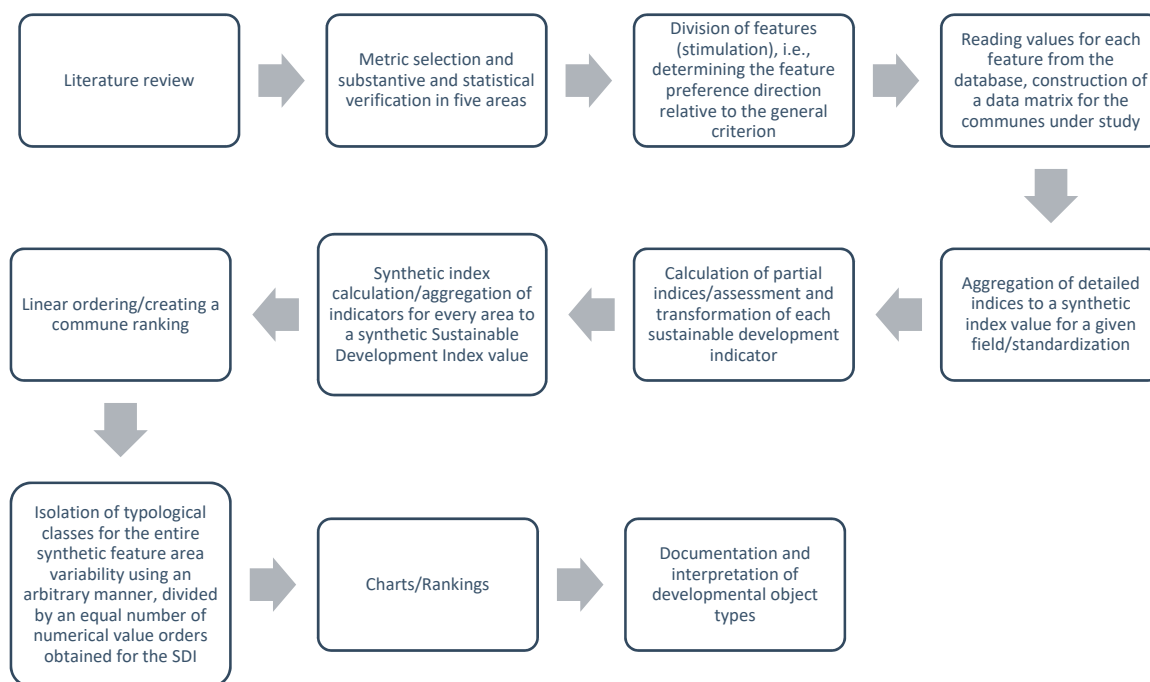 Literature review
Metric selection and
substantive and statistical
verification in five areas
Division of features
(stimulation), i.e.,
determining the feature
preference direction
relative to the general
criterion
Reading values for each
feature from the
database, construction of
a data matrix for the
communes under study
Aggregation of detailed
indices to a synthetic
index value for a given
field/standardization
Calculation of partial
indices/assessment and
transformation of each
sustainable development
indicator
Synthetic index
calculation/aggregation of
indicators for every area to
a synthetic Sustainable
Development Index value
Linear ordering/creating a
commune ranking
Isolation of typological
classes for the entire
synthetic feature area
variability using an
arbitrary manner, divided
by an equal number of
numerical value orders
obtained for the SDI
Charts/Rankings
Documentation and
interpretation of
developmental object
types